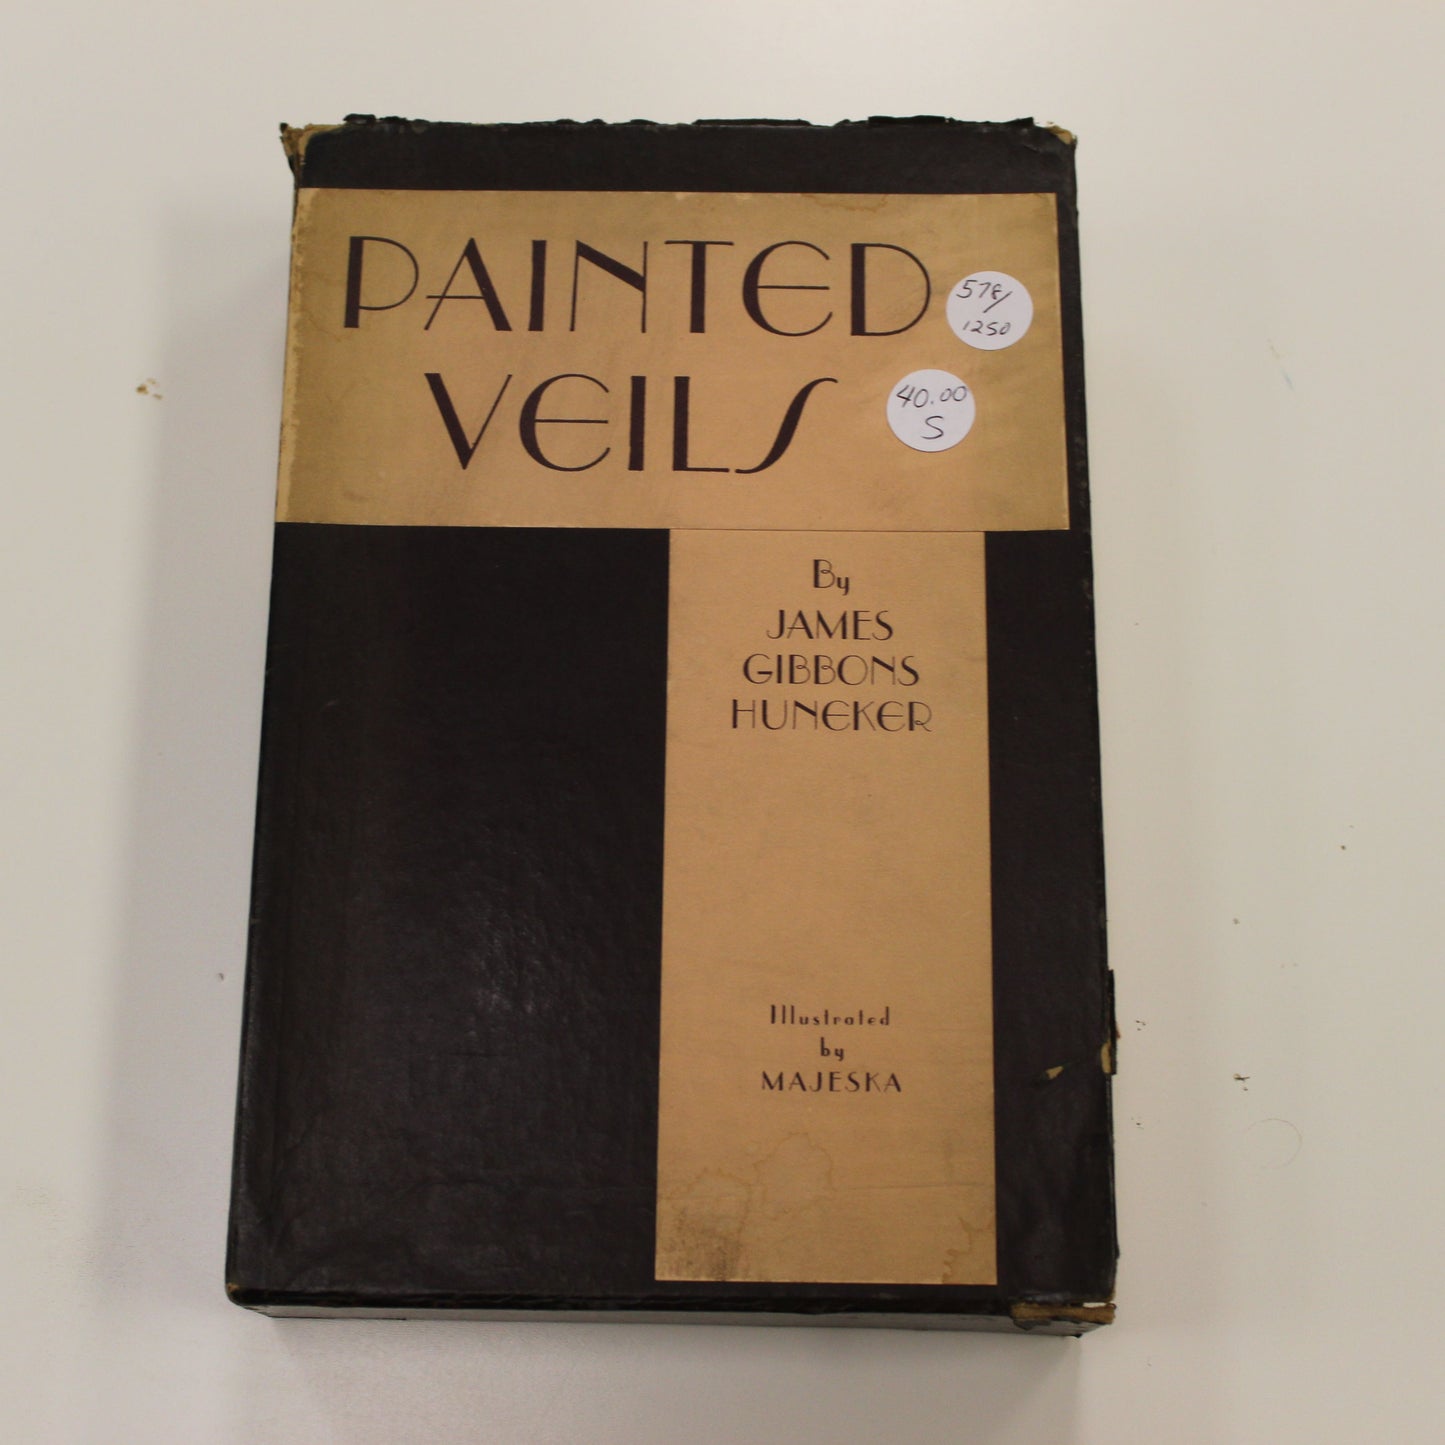 PAINTED
VEILS
578/
1250
40.00
S
By
JAMES
GIBBONS
HUNEKER
Illustrated
by
MAJESKA